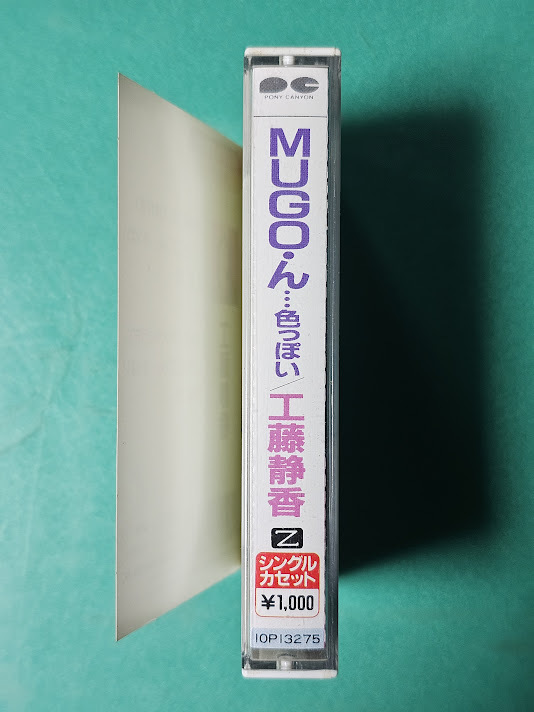 PC
PONY CANYON
MUGO・ん…色っぽい/工藤静香
Z
シングル
カセット
¥1,000
10P13275